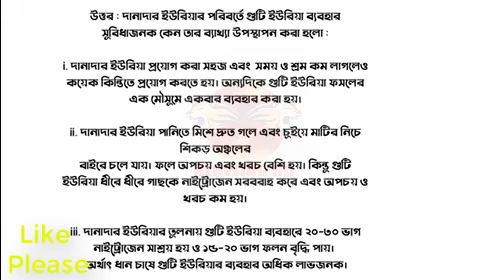 উত্তর : দানাদার ইউরিয়ার পরিবর্তে গুটি ইউরিয়া ব্যবহার
সুবিধাজনক কেন তার ব্যাখ্যা উপস্থাপন করা হলো :
i. দানাদার ইউরিয়া প্রয়োগ করা সহজ এবং সময় ও শ্রম কম লাগলেও
কয়েক কিস্তিতে প্রয়োগ করতে হয়। অন্যদিকে গুটি ইউরিয়া ফসলের
এক মৌসুমে একবার ব্যবহার করা হয়।
ii. দানাদার ইউরিয়া পানিতে মিশে দ্রুত গলে এবং চুইয়ে মাটির নিচে
শিকড় অঞ্চলের
বাইরে চলে যায়। ফলে অপচয় এবং খরচ বেশি হয়। কিন্তু গুটি
ইউরিয়া ধীরে ধীরে গাছকে নাইট্রোজেন সরবরাহ করে এবং অপচয় ও
খরচ কম হয়।
iii. দানাদার ইউরিয়ার তুলনায় গুটি ইউরিয়া ব্যবহারে ২০-৩০ ভাগ
নাইট্রোজেন সাশ্রয় হয় ও ১৫-২০ ভাগ ফলন বৃদ্ধি পায়।
অর্থাৎ ধান চাষে গুটি ইউরিয়ার ব্যবহার অধিক লাভজনক।
Like
Please